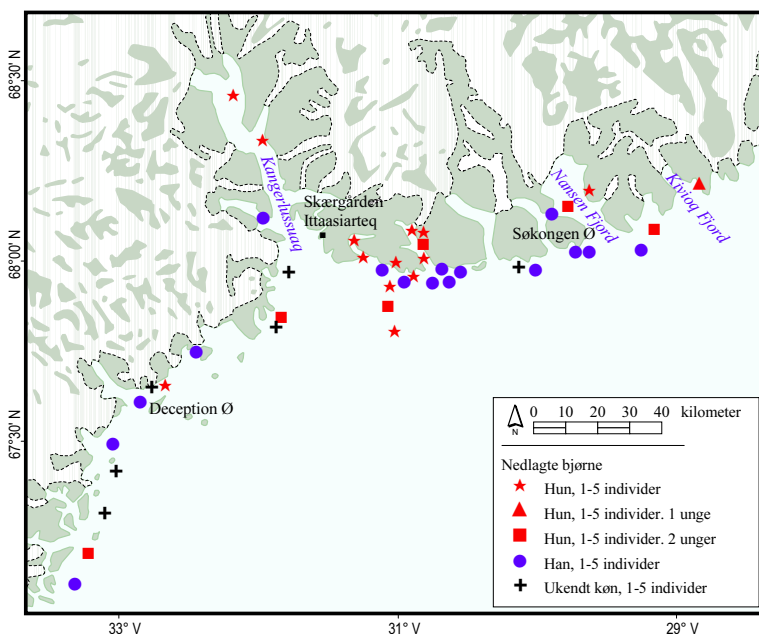 68°30' N
68°00' N
67°30' N
Kangerlussuaq
Skærgården-
Ittaasiarteq
Nansen Fjord
Kivioq Fjord
Søkongen Ø
Deception Ø
N
0 10 20 30 40 kilometer
Nedlagte bjørne
Hun, 1-5 individer
Hun, 1-5 individer. 1 unge
Hun, 1-5 individer. 2 unger
Han, 1-5 individer
Ukendt køn, 1-5 individer
33° V
31° V
29° V